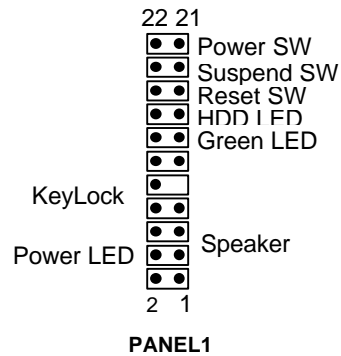 22 21
Power SW
Suspend SW
Reset SW
HDD LED
Green LED
KeyLock
Speaker
Power LED
2 1
PANEL1